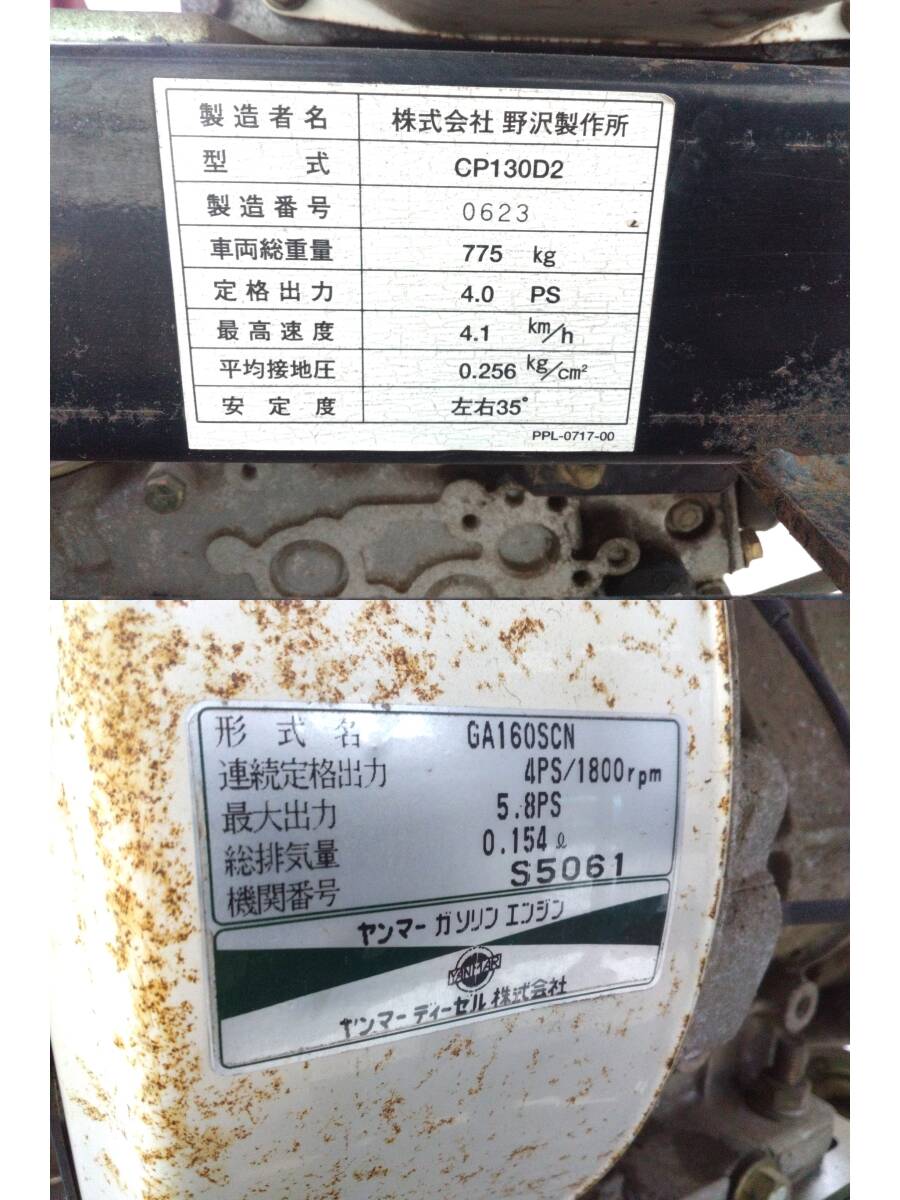 製造者名 株式会社 野沢製作所
型式 CP130D2
製造番号 0623
車両総重量 775 kg
定格出力 4.0 PS
最高速度 4.1 km/h
平均接地圧 0.256 kg/cm²
安定度 左右35°
PPL-0717-00
形式名 GA160SCN
連続定格出力 4PS/1800rpm
最大出力 5.8PS
総排気量 0.154ℓ
機関番号 S5061
ヤンマー ガソリン エンジン
YANMAR
ヤンマー ディーゼル 株式会社